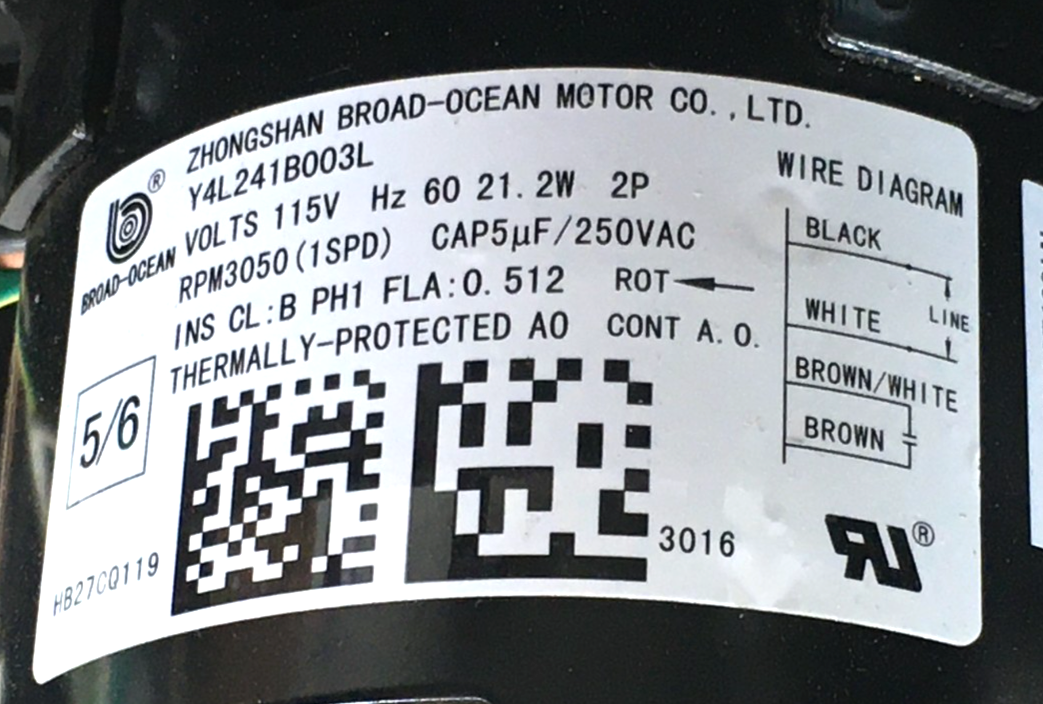 ZHONGSHAN BROAD-OCEAN MOTOR CO.,LTD.
Y4L241B003L
VOLTS 115V Hz 60 21.2W 2P
RPM3050(1SPD) CAP5μF/250VAC
INS CL:B PH1 FLA:0.512 ROT
THERMALLY-PROTECTED AO CONT A.O.
® BROAD-OCEAN
5/6
HB27CQ119
3016
WIRE DIAGRAM
BLACK
LINE
WHITE
BROWN/WHITE
BROWN
RU®